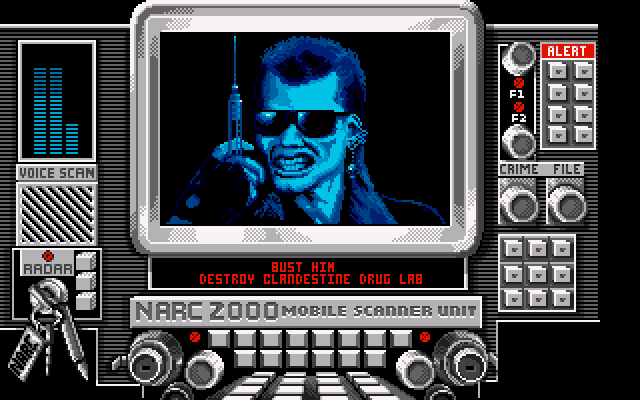 ALERT
F1
F2
VOICE SCAN
CRIME FILE
RADAR
BUST HIM
DESTROY CLANDESTINE DRUG LAB
NARC 2000 MOBILE SCANNER UNIT
NARC